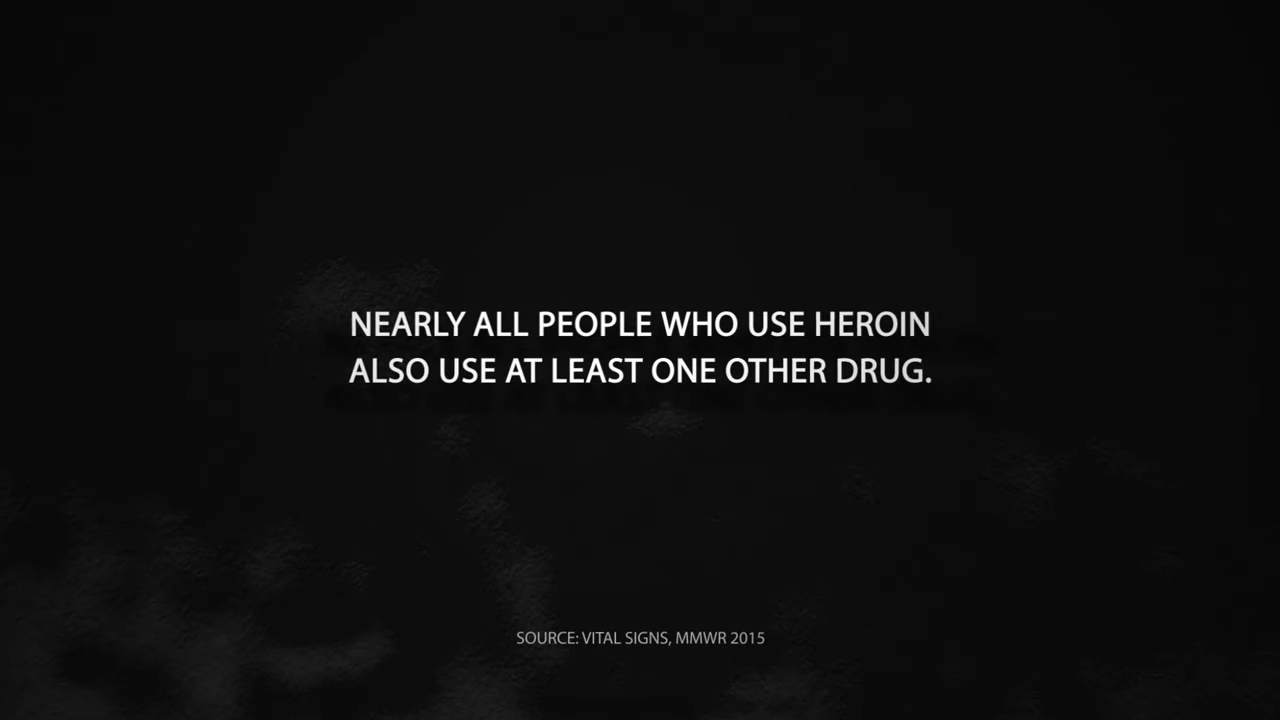 NEARLY ALL PEOPLE WHO USE HEROIN
ALSO USE AT LEAST ONE OTHER DRUG.
SOURCE: VITAL SIGNS, MMWR 2015